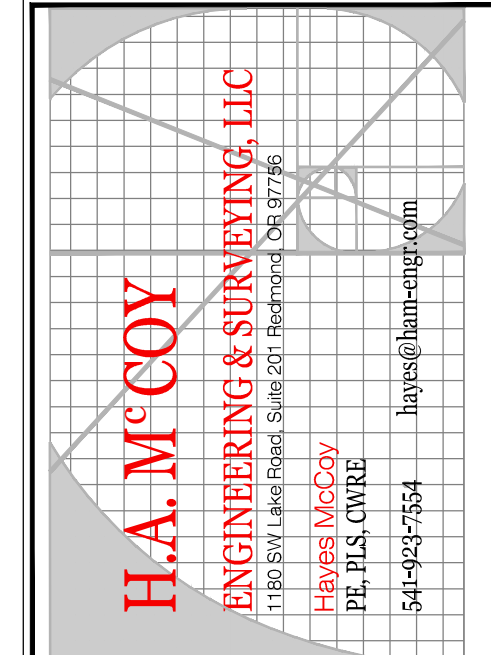 H.A. McCOY
ENGINEERING & SURVEYING, LLC
1180 SW Lake Road, Suite 201 Redmond, OR 97756
Hayes McCoy
PE, PLS, CWRE
541-923-7554 hayes@ham-engr.com